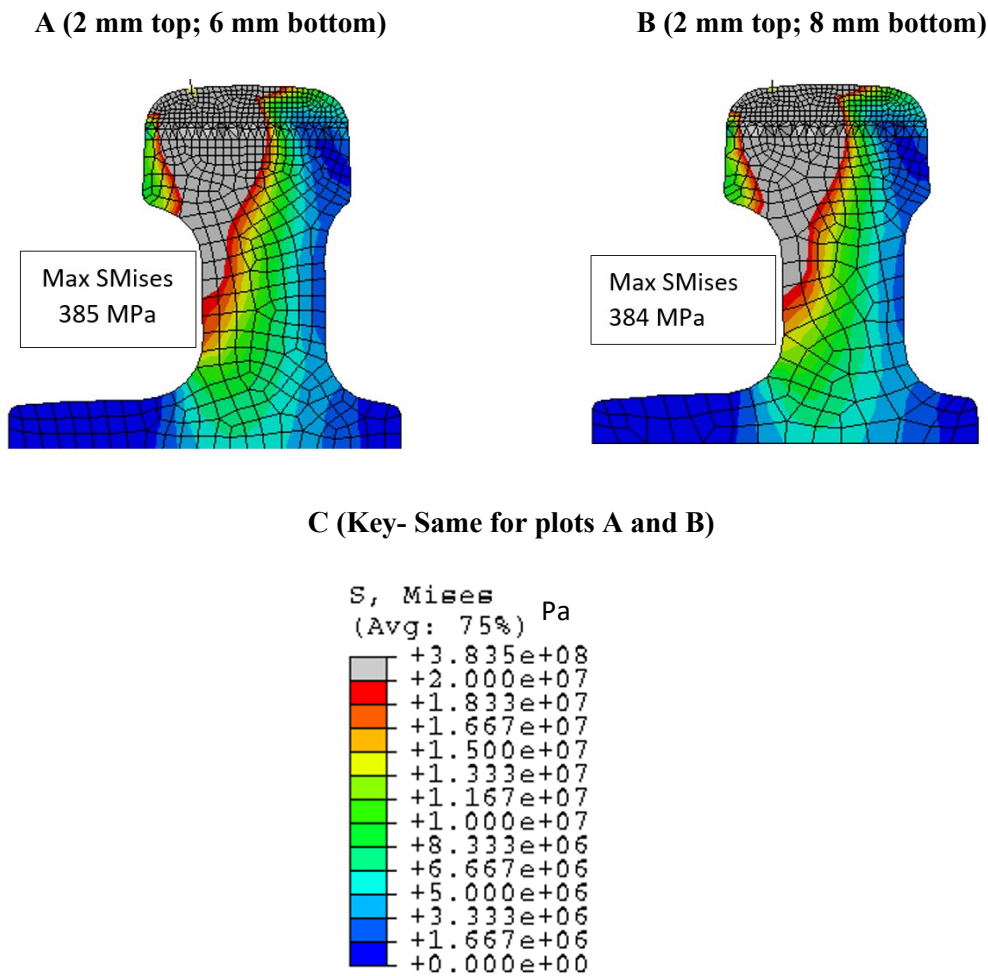 A (2 mm top; 6 mm bottom)
B (2 mm top; 8 mm bottom)
Max SMises
385 MPa
Max SMises
384 MPa
C (Key- Same for plots A and B)
S, Mises
(Avg: 75%) Pa
+3.835e+08
+2.000e+07
+1.833e+07
+1.667e+07
+1.500e+07
+1.333e+07
+1.167e+07
+1.000e+07
+8.333e+06
+6.667e+06
+5.000e+06
+3.333e+06
+1.667e+06
+0.000e+00